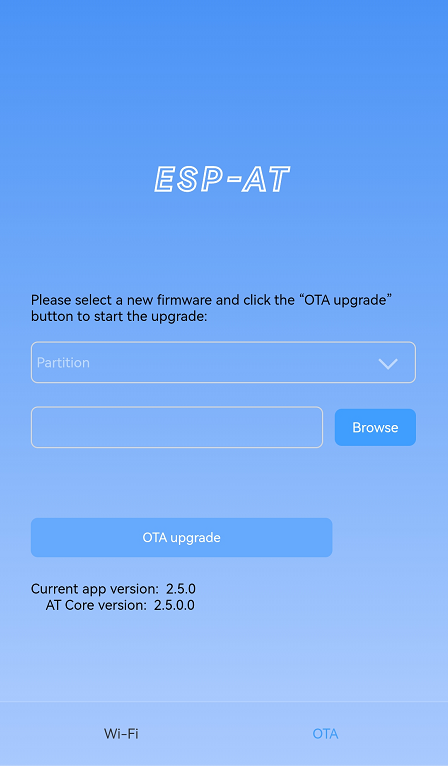 ESP-AT
Please select a new firmware and click the “OTA upgrade”
button to start the upgrade:
Partition
Browse
OTA upgrade
Current app version: 2.5.0
AT Core version: 2.5.0.0
Wi-Fi
OTA